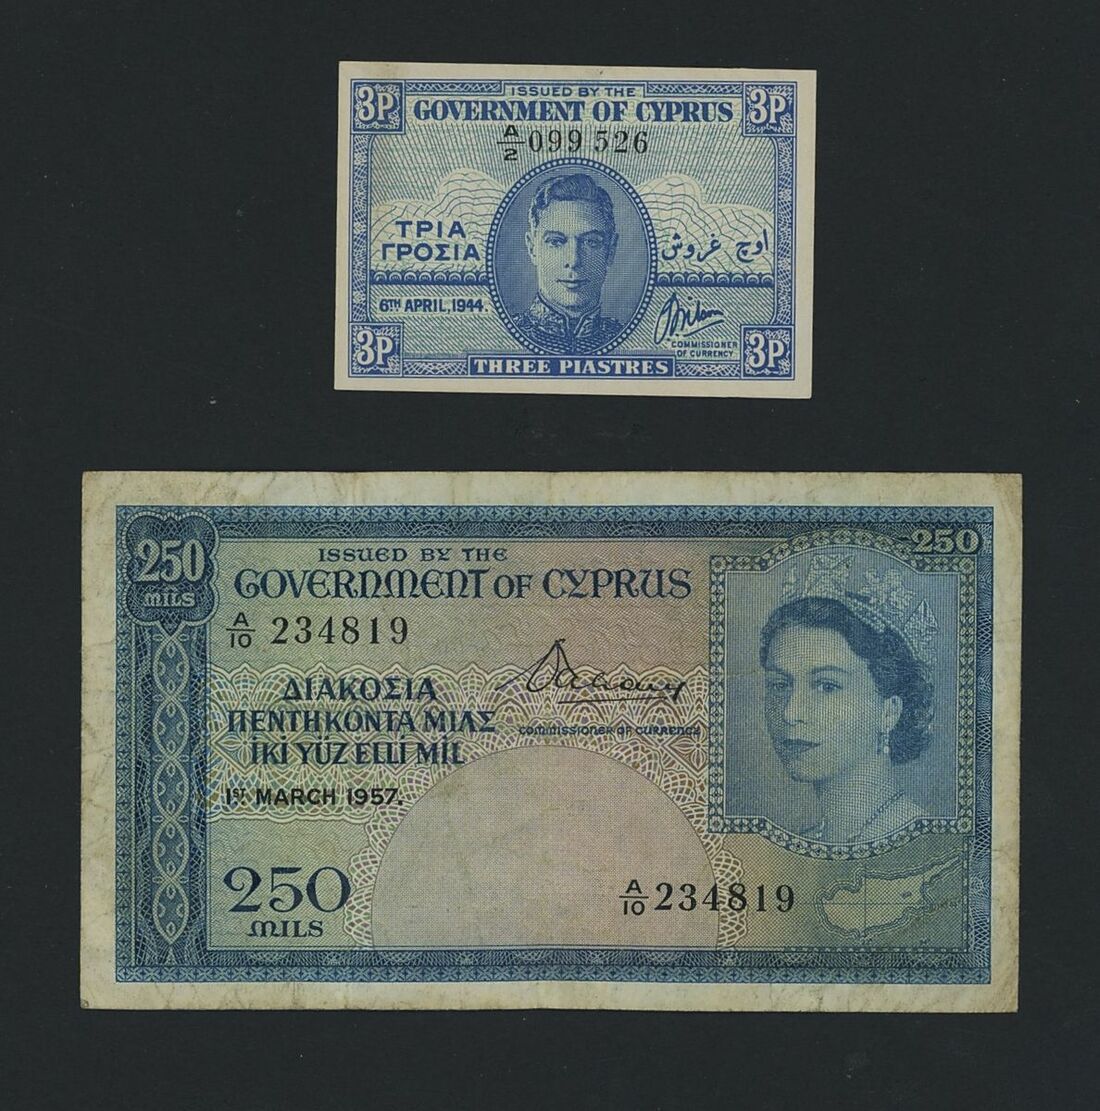 3P
ISSUED BY THE
3P
GOVERNMENT OF CYPRUS
A/2 099 526
ΤΡΙΑ
ΓΡΟΣΙΑ
اوچ غروش
6TH APRIL, 1944.
COMMISSIONER
OF CURRENCY
3P
THREE PIASTRES
3P
250
MILS
ISSUED BY THE
250
GOVERNMENT OF CYPRUS
A/10 234819
ΔΙΑΚΟΣΙΑ
ΠΕΝΤΗΚΟΝΤΑ ΜΙΛΣ
İKİ YÜZ ELLİ MİL
COMMISSIONER OF CURRENCY
1ST MARCH 1957.
250
MILS
A/10 234819